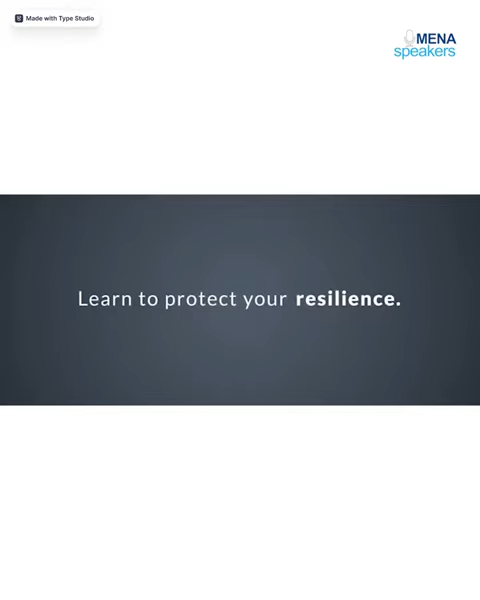 Made with Type Studio
MENA
speakers
Learn to protect your resilience.